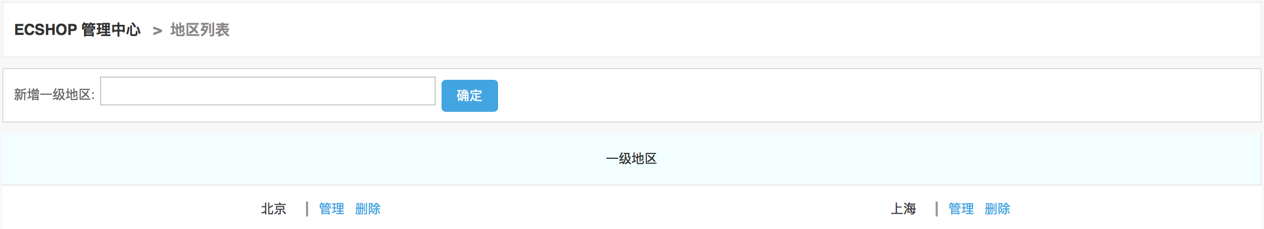 ECSHOP 管理中心 > 地区列表
新增一级地区: 确定
一级地区
北京 | 管理 删除 上海 | 管理 删除